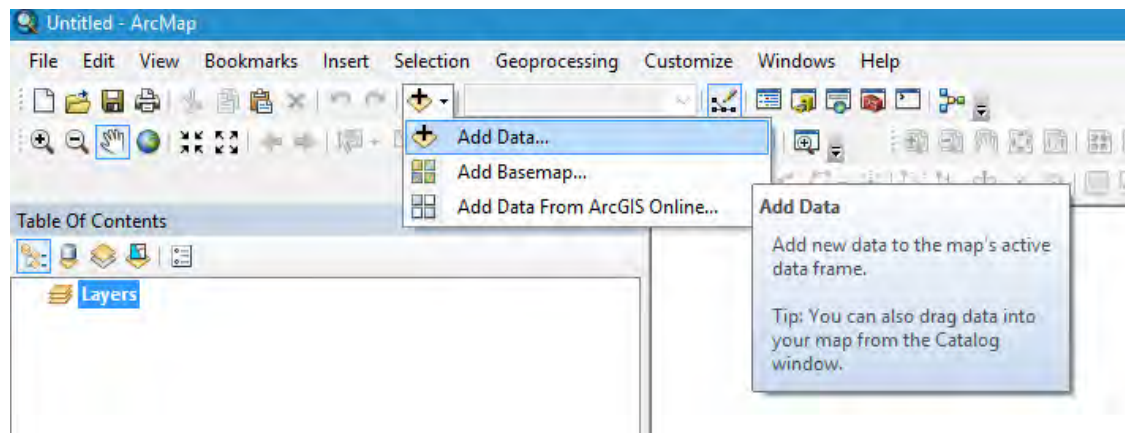 Untitled - ArcMap
File Edit View Bookmarks Insert Selection Geoprocessing Customize Windows Help
Add Data...
Add Basemap...
Add Data From ArcGIS Online...
Table Of Contents
Layers
Add Data
Add new data to the map's active
data frame.
Tip: You can also drag data into
your map from the Catalog
window.